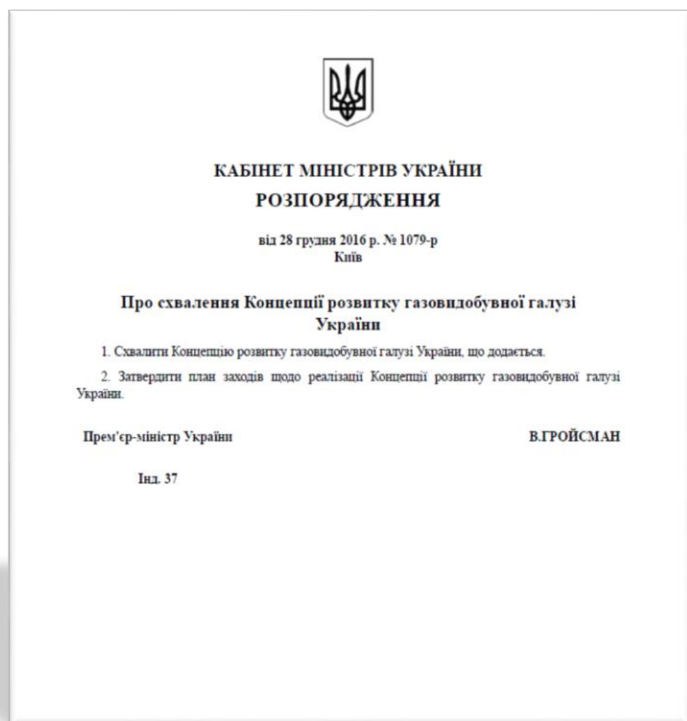 КАБІНЕТ МІНІСТРІВ УКРАЇНИ
РОЗПОРЯДЖЕННЯ
від 28 грудня 2016 р. № 1079-р
Київ
Про схвалення Концепції розвитку газовидобувної галузі
України
1. Схвалити Концепцію розвитку газовидобувної галузі України, що додається.
2. Затвердити план заходів щодо реалізації Концепції розвитку газовидобувної галузі
України.
Прем'єр-міністр України В.ГРОЙСМАН
Інд. 37